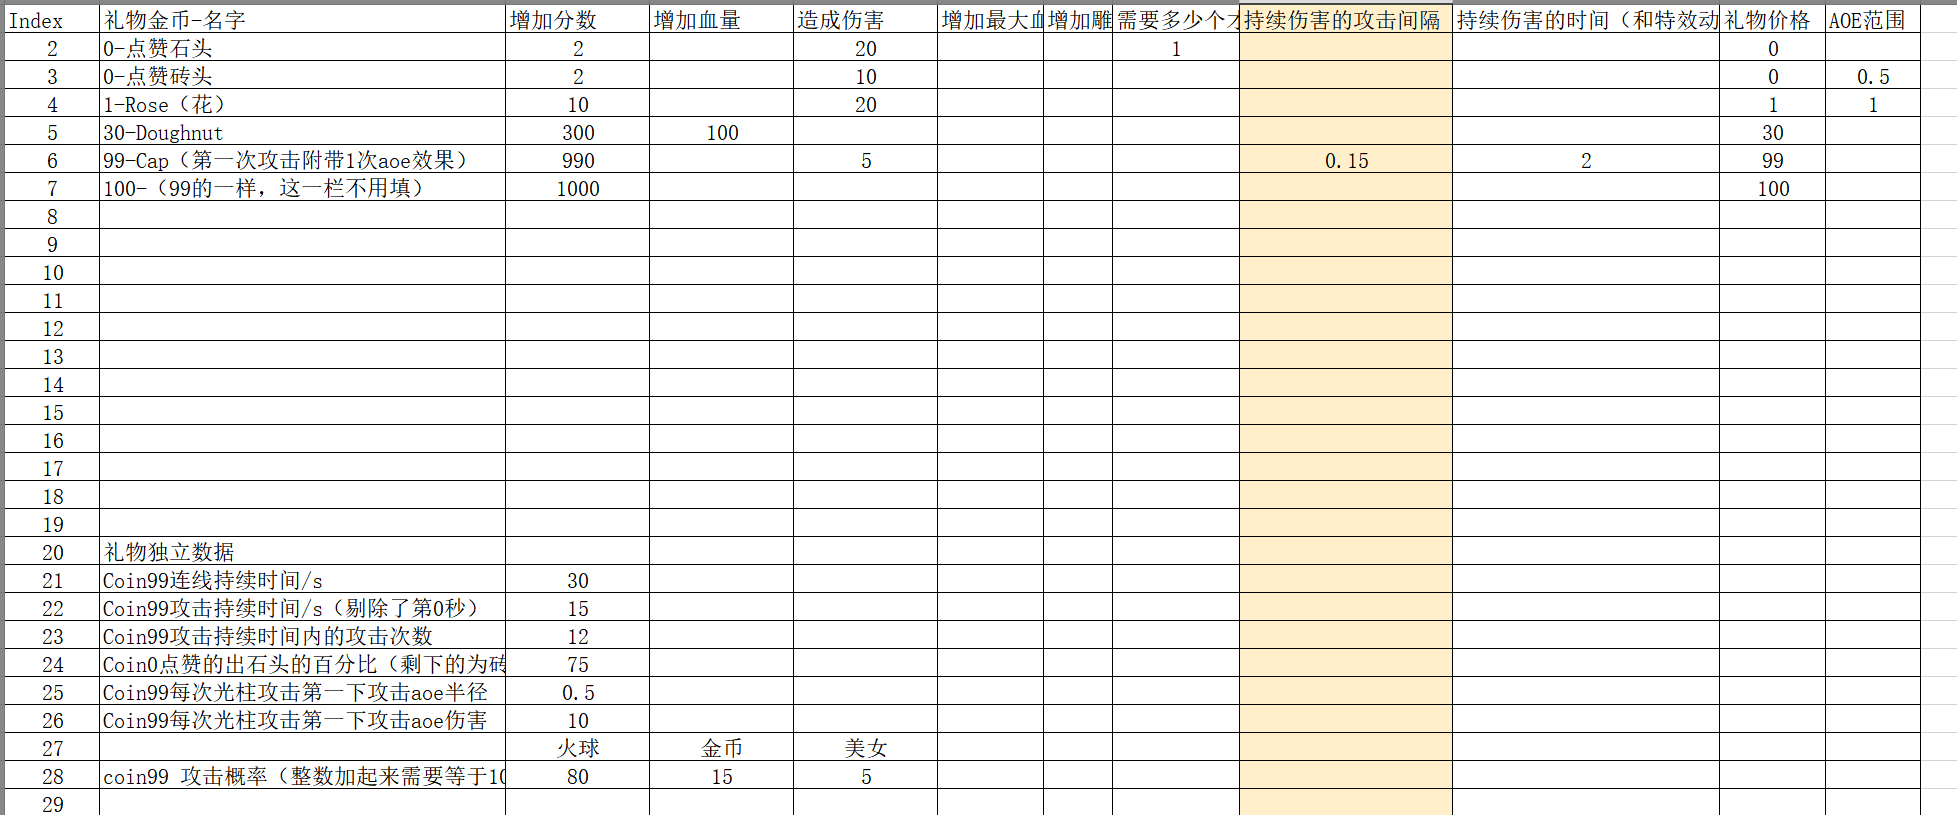 Index 礼物金币-名字 增加分数 增加血量 造成伤害 增加最大血 增加雕 需要多少个才 持续伤害的攻击间隔 持续伤害的时间（和特效动 礼物价格 AOE范围
2 0-点赞石头 2 20 1 0
3 0-点赞砖头 2 10 0 0.5
4 1-Rose（花） 10 20 1 1
5 30-Doughnut 300 100 30
6 99-Cap（第一次攻击附带1次aoe效果） 990 5 0.15 2 99
7 100-（99的一样，这一栏不用填） 1000 100
8
9
10
11
12
13
14
15
16
17
18
19
20 礼物独立数据
21 Coin99连线持续时间/s 30
22 Coin99攻击持续时间/s（剔除了第0秒） 15
23 Coin99攻击持续时间内的攻击次数 12
24 Coin0点赞的出石头的百分比（剩下的为砖 75
25 Coin99每次光柱攻击第一下攻击aoe半径 0.5
26 Coin99每次光柱攻击第一下攻击aoe伤害 10
27 火球 金币 美女
28 coin99 攻击概率（整数加起来需要等于10 80 15 5
29